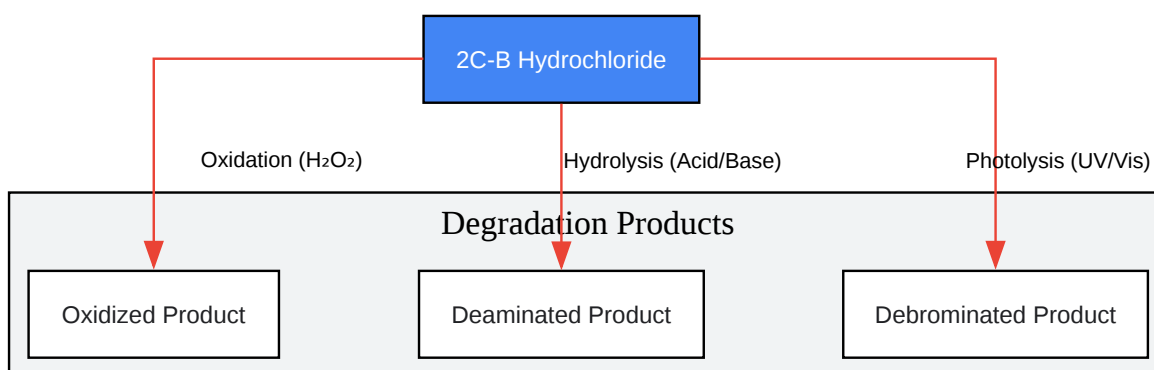 2C-B Hydrochloride
Oxidation (H₂O₂)
Hydrolysis (Acid/Base)
Photolysis (UV/Vis)
Degradation Products
Oxidized Product
Deaminated Product
Debrominated Product